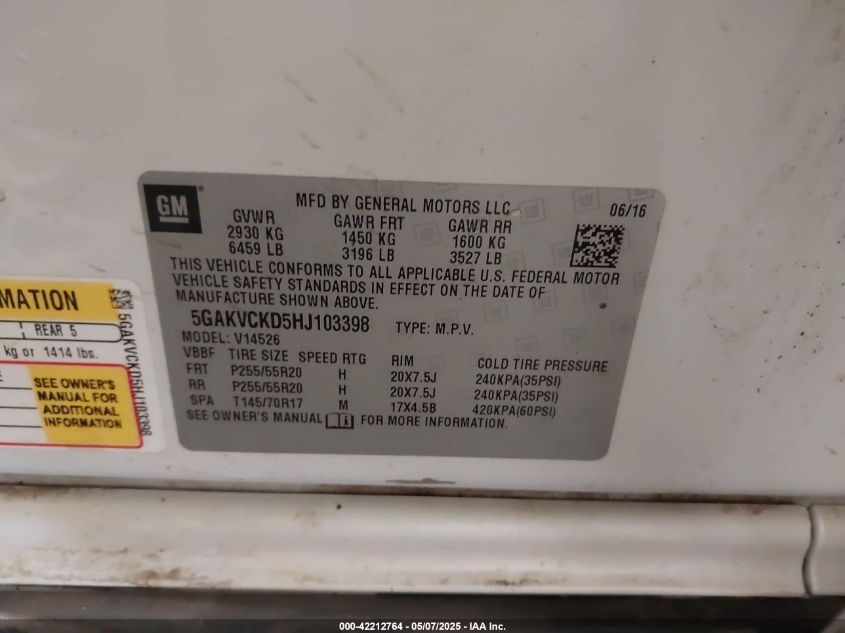 GM
MFD BY GENERAL MOTORS LLC
06/16
GVWR GAWR FRT GAWR RR
2930 KG 1450 KG 1600 KG
6459 LB 3196 LB 3527 LB
THIS VEHICLE CONFORMS TO ALL APPLICABLE U.S. FEDERAL MOTOR
VEHICLE SAFETY STANDARDS IN EFFECT ON THE DATE OF
MANUFACTURE SHOWN ABOVE.
5GAKVCKD5HJ103398 TYPE: M.P.V.
MODEL: V14526
VBBF TIRE SIZE SPEED RTG RIM COLD TIRE PRESSURE
FRT P255/55R20 H 20X7.5J 240KPA(35PSI)
RR P255/55R20 H 20X7.5J 240KPA(35PSI)
SPA T145/70R17 M 17X4.5B 420KPA(60PSI)
SEE OWNER'S MANUAL i FOR MORE INFORMATION.
MATION
REAR 5
kg or 1414 lbs.
SEE OWNER'S
MANUAL FOR
ADDITIONAL
INFORMATION
5GAKVCKD5HJ103398
000-42212764 - 05/07/2025 - IAA Inc.